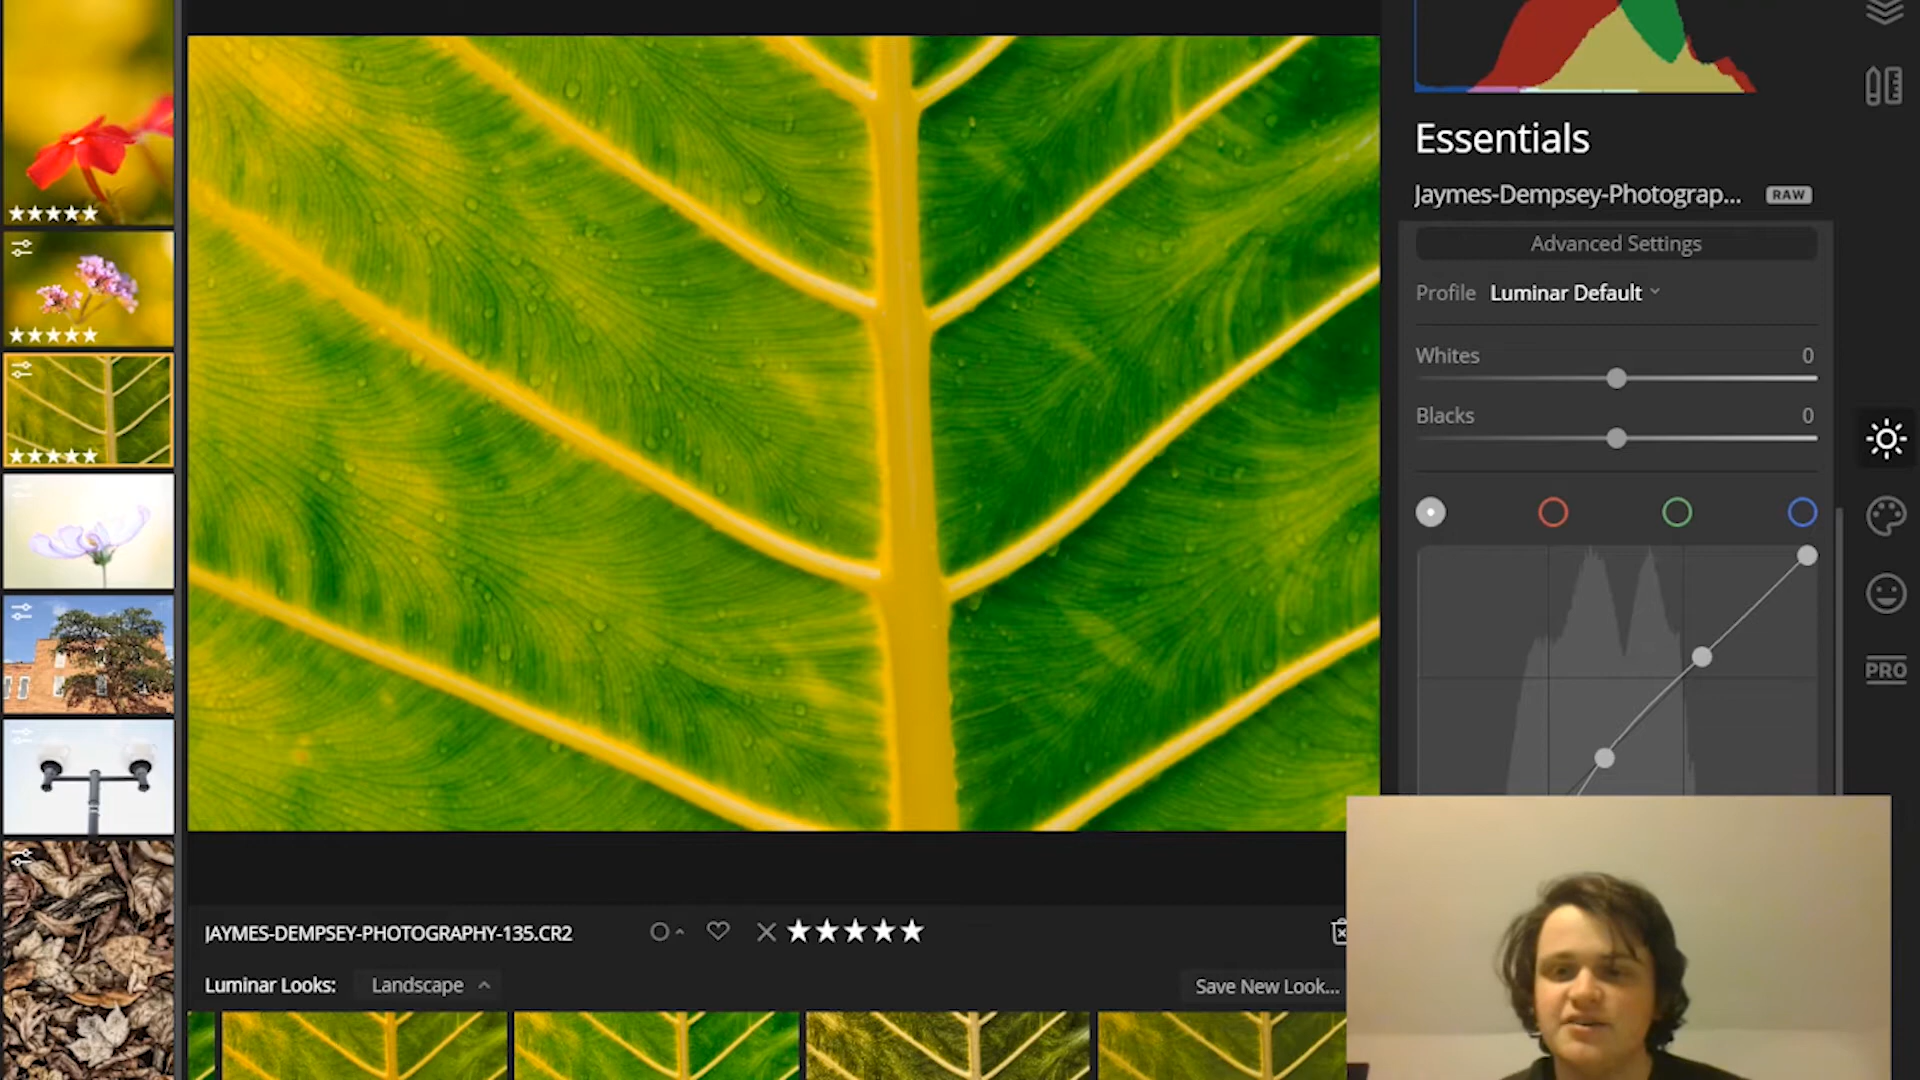 Essentials
Jaymes-Dempsey-Photograp... RAW
Advanced Settings
Profile Luminar Default
Whites 0
Blacks 0
PRO
JAYMES-DEMPSEY-PHOTOGRAPHY-135.CR2
Luminar Looks: Landscape
Save New Look...